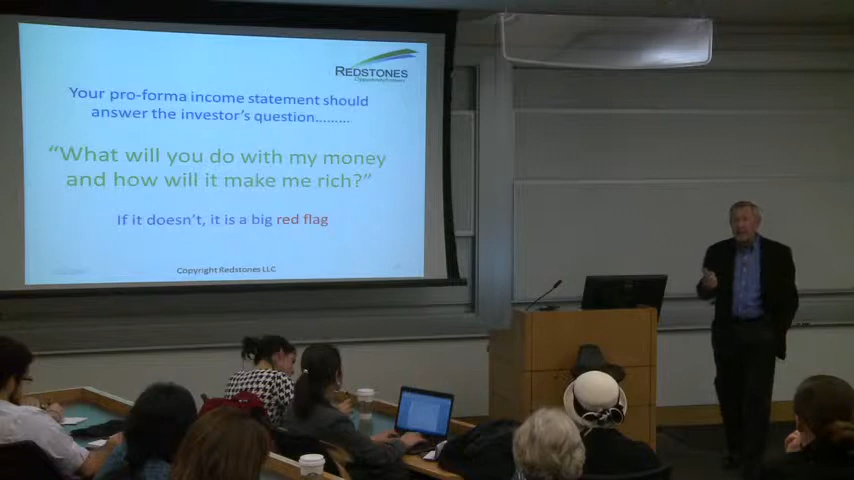 REDSTONES
Your pro-forma income statement should
answer the investor's question………
"What will you do with my money
and how will it make me rich?"
If it doesn't, it is a big red flag
Copyright Redstones LLC